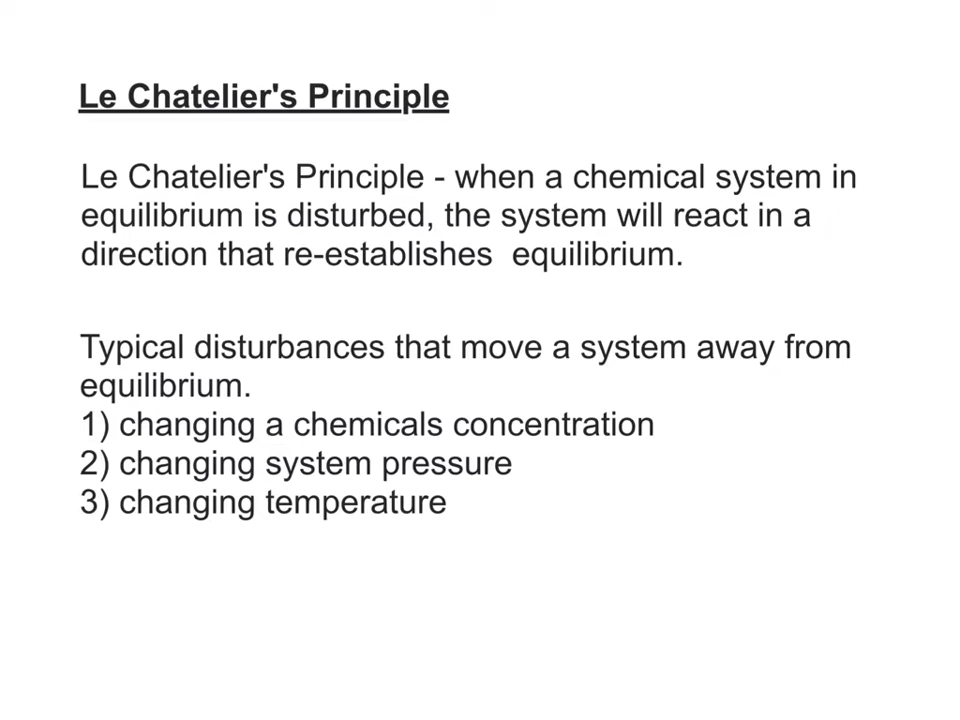 Le Chatelier's Principle
Le Chatelier's Principle - when a chemical system in
equilibrium is disturbed, the system will react in a
direction that re-establishes  equilibrium.
Typical disturbances that move a system away from
equilibrium.
1) changing a chemicals concentration
2) changing system pressure
3) changing temperature